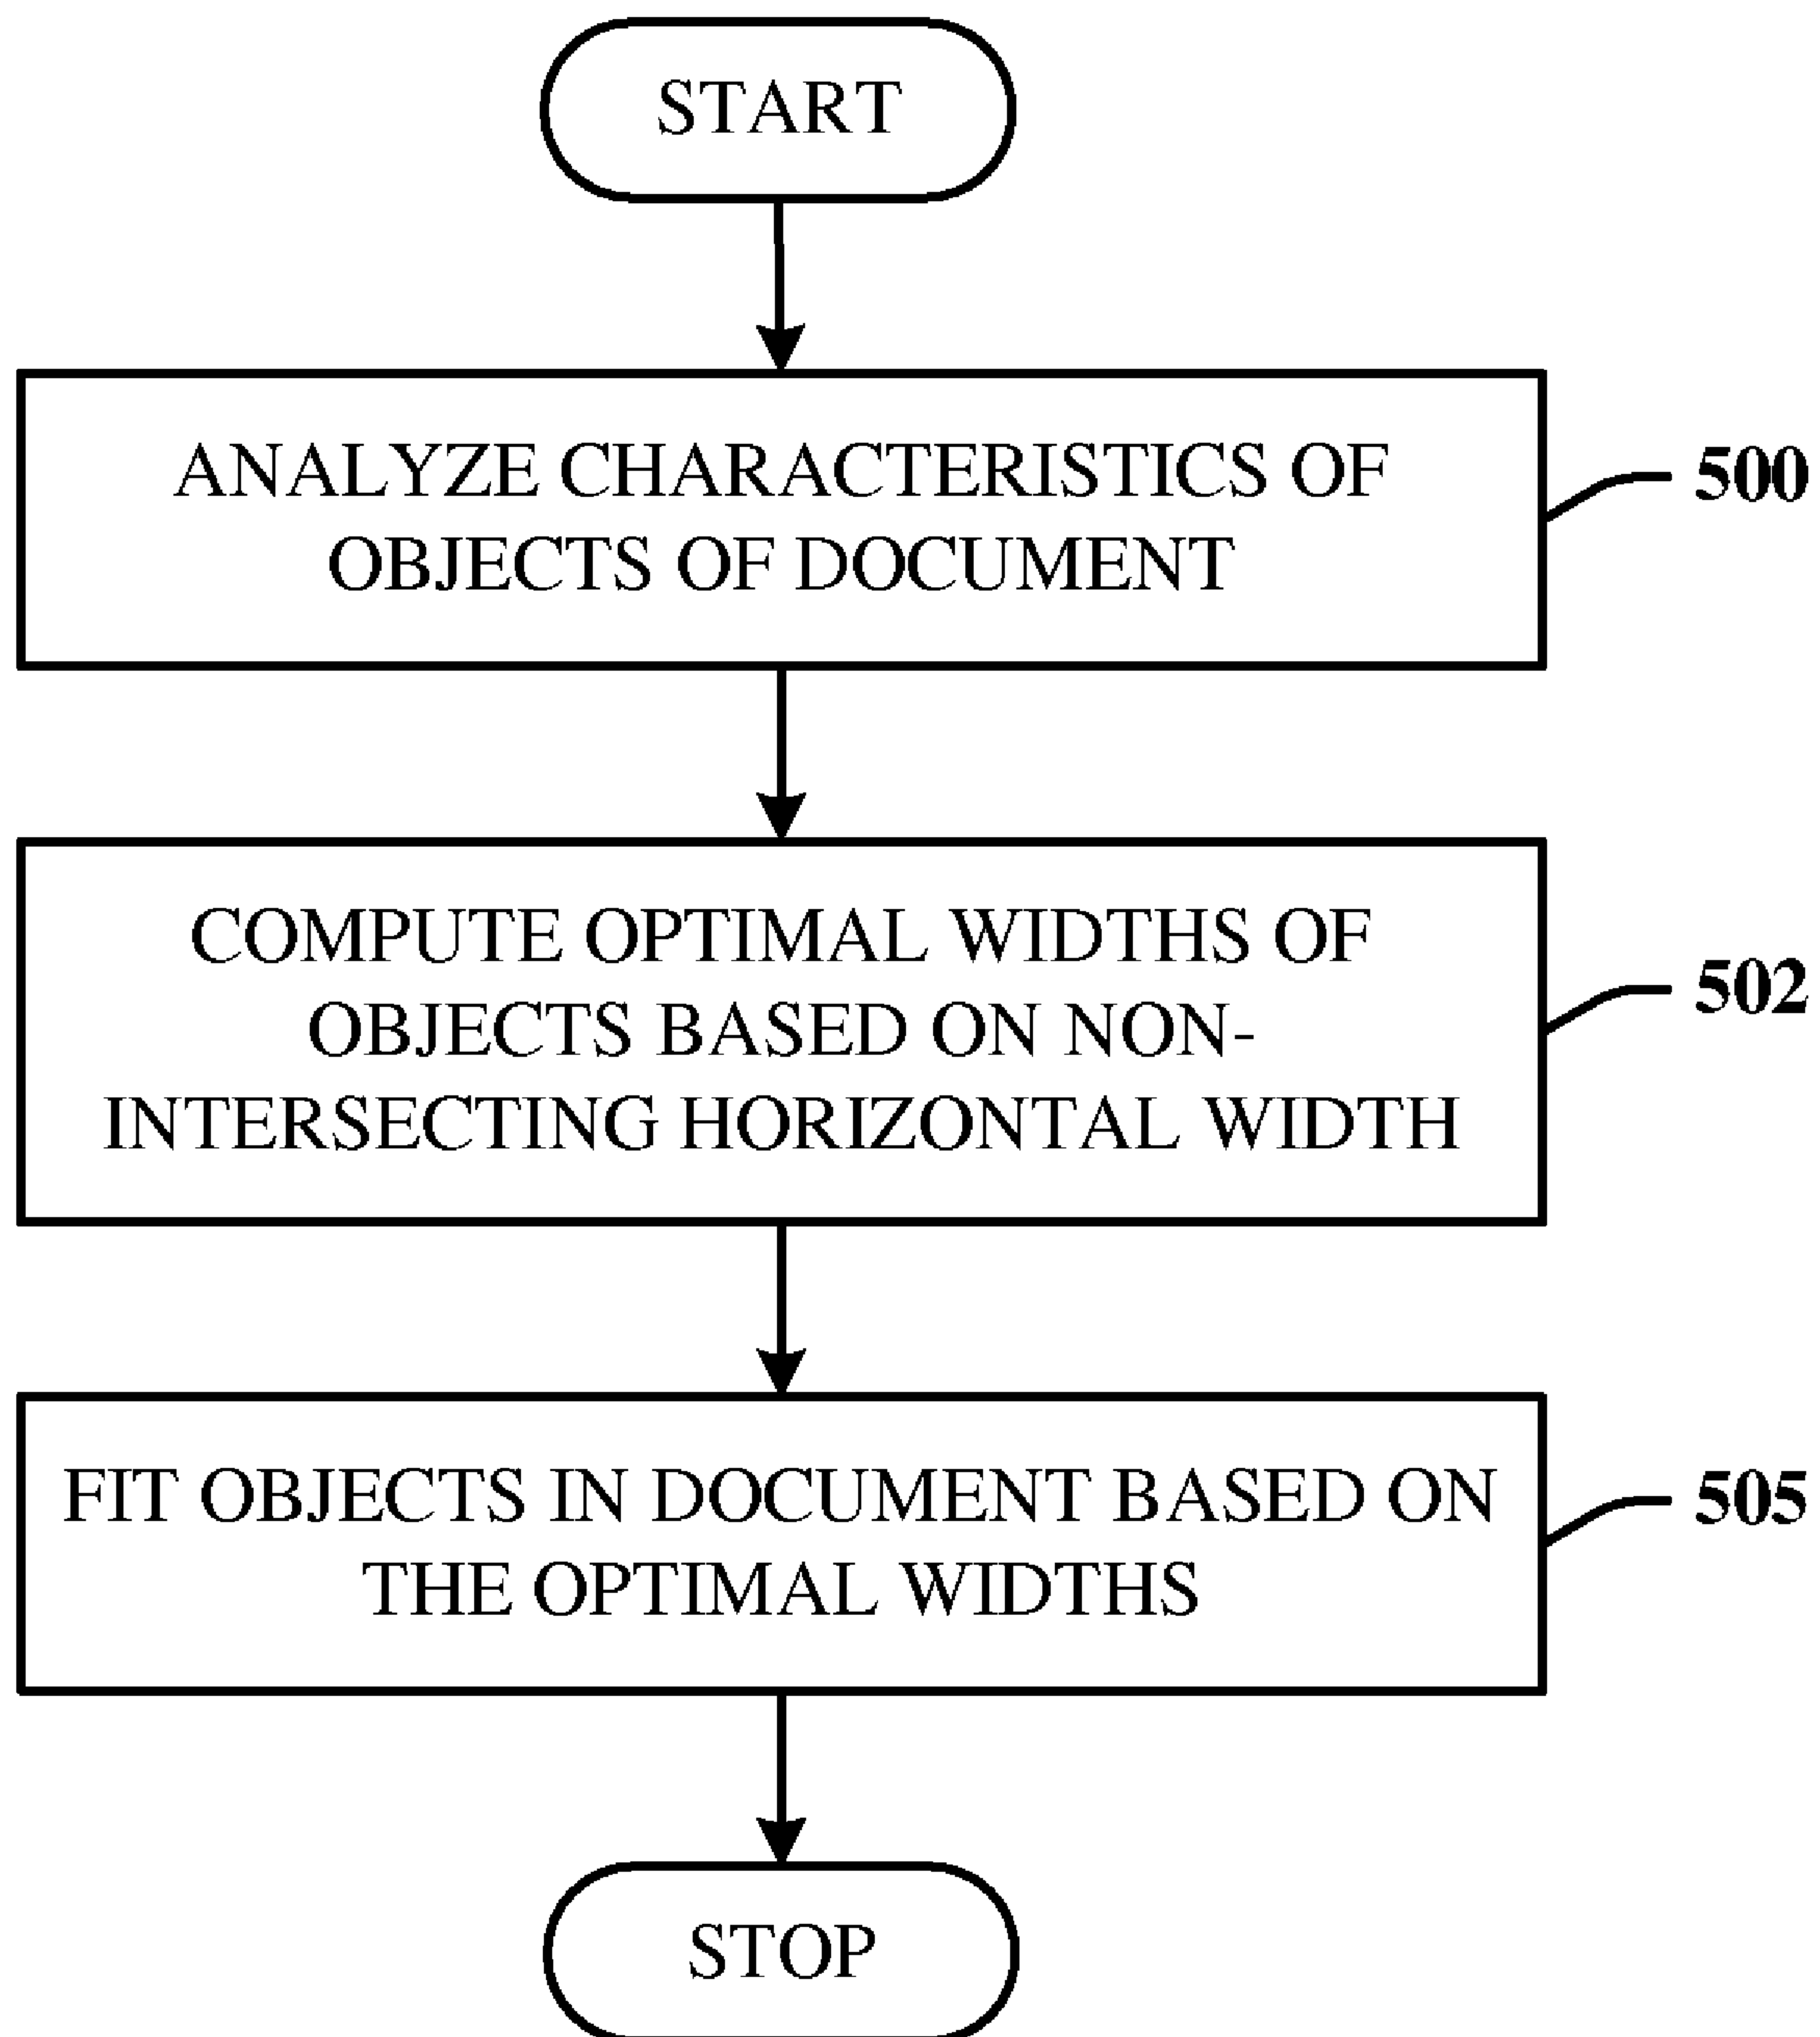 START
ANALYZE CHARACTERISTICS OF
OBJECTS OF DOCUMENT
500
COMPUTE OPTIMAL WIDTHS OF
OBJECTS BASED ON NON-
INTERSECTING HORIZONTAL WIDTH
502
FIT OBJECTS IN DOCUMENT BASED ON
THE OPTIMAL WIDTHS
505
STOP